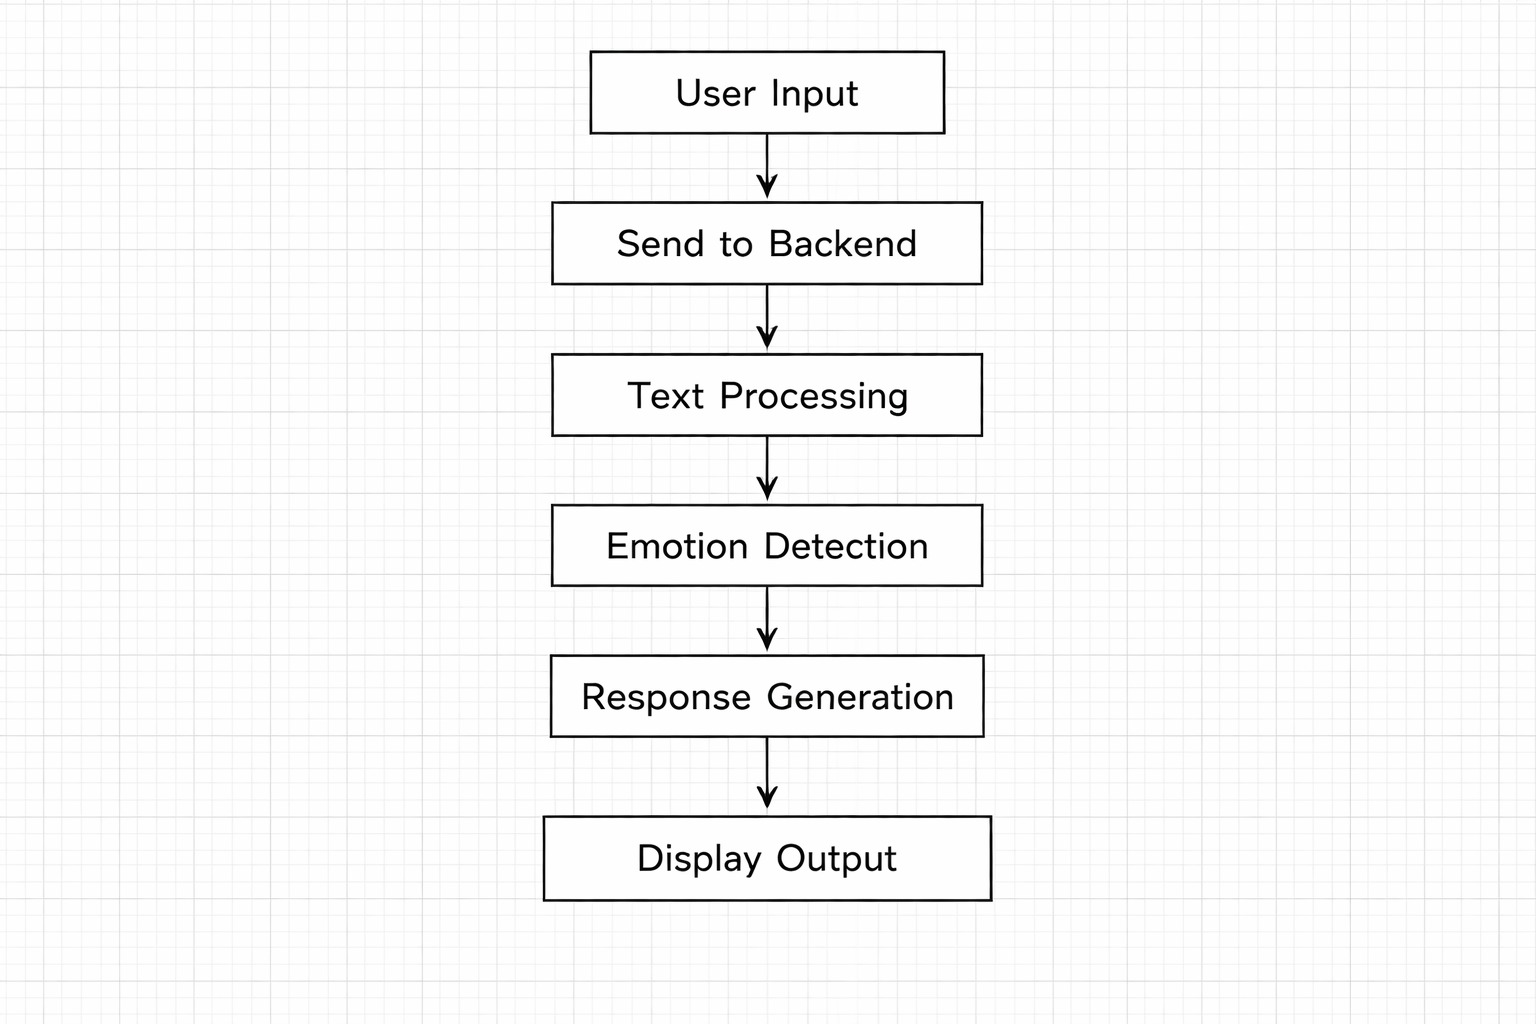 User Input
Send to Backend
Text Processing
Emotion Detection
Response Generation
Display Output